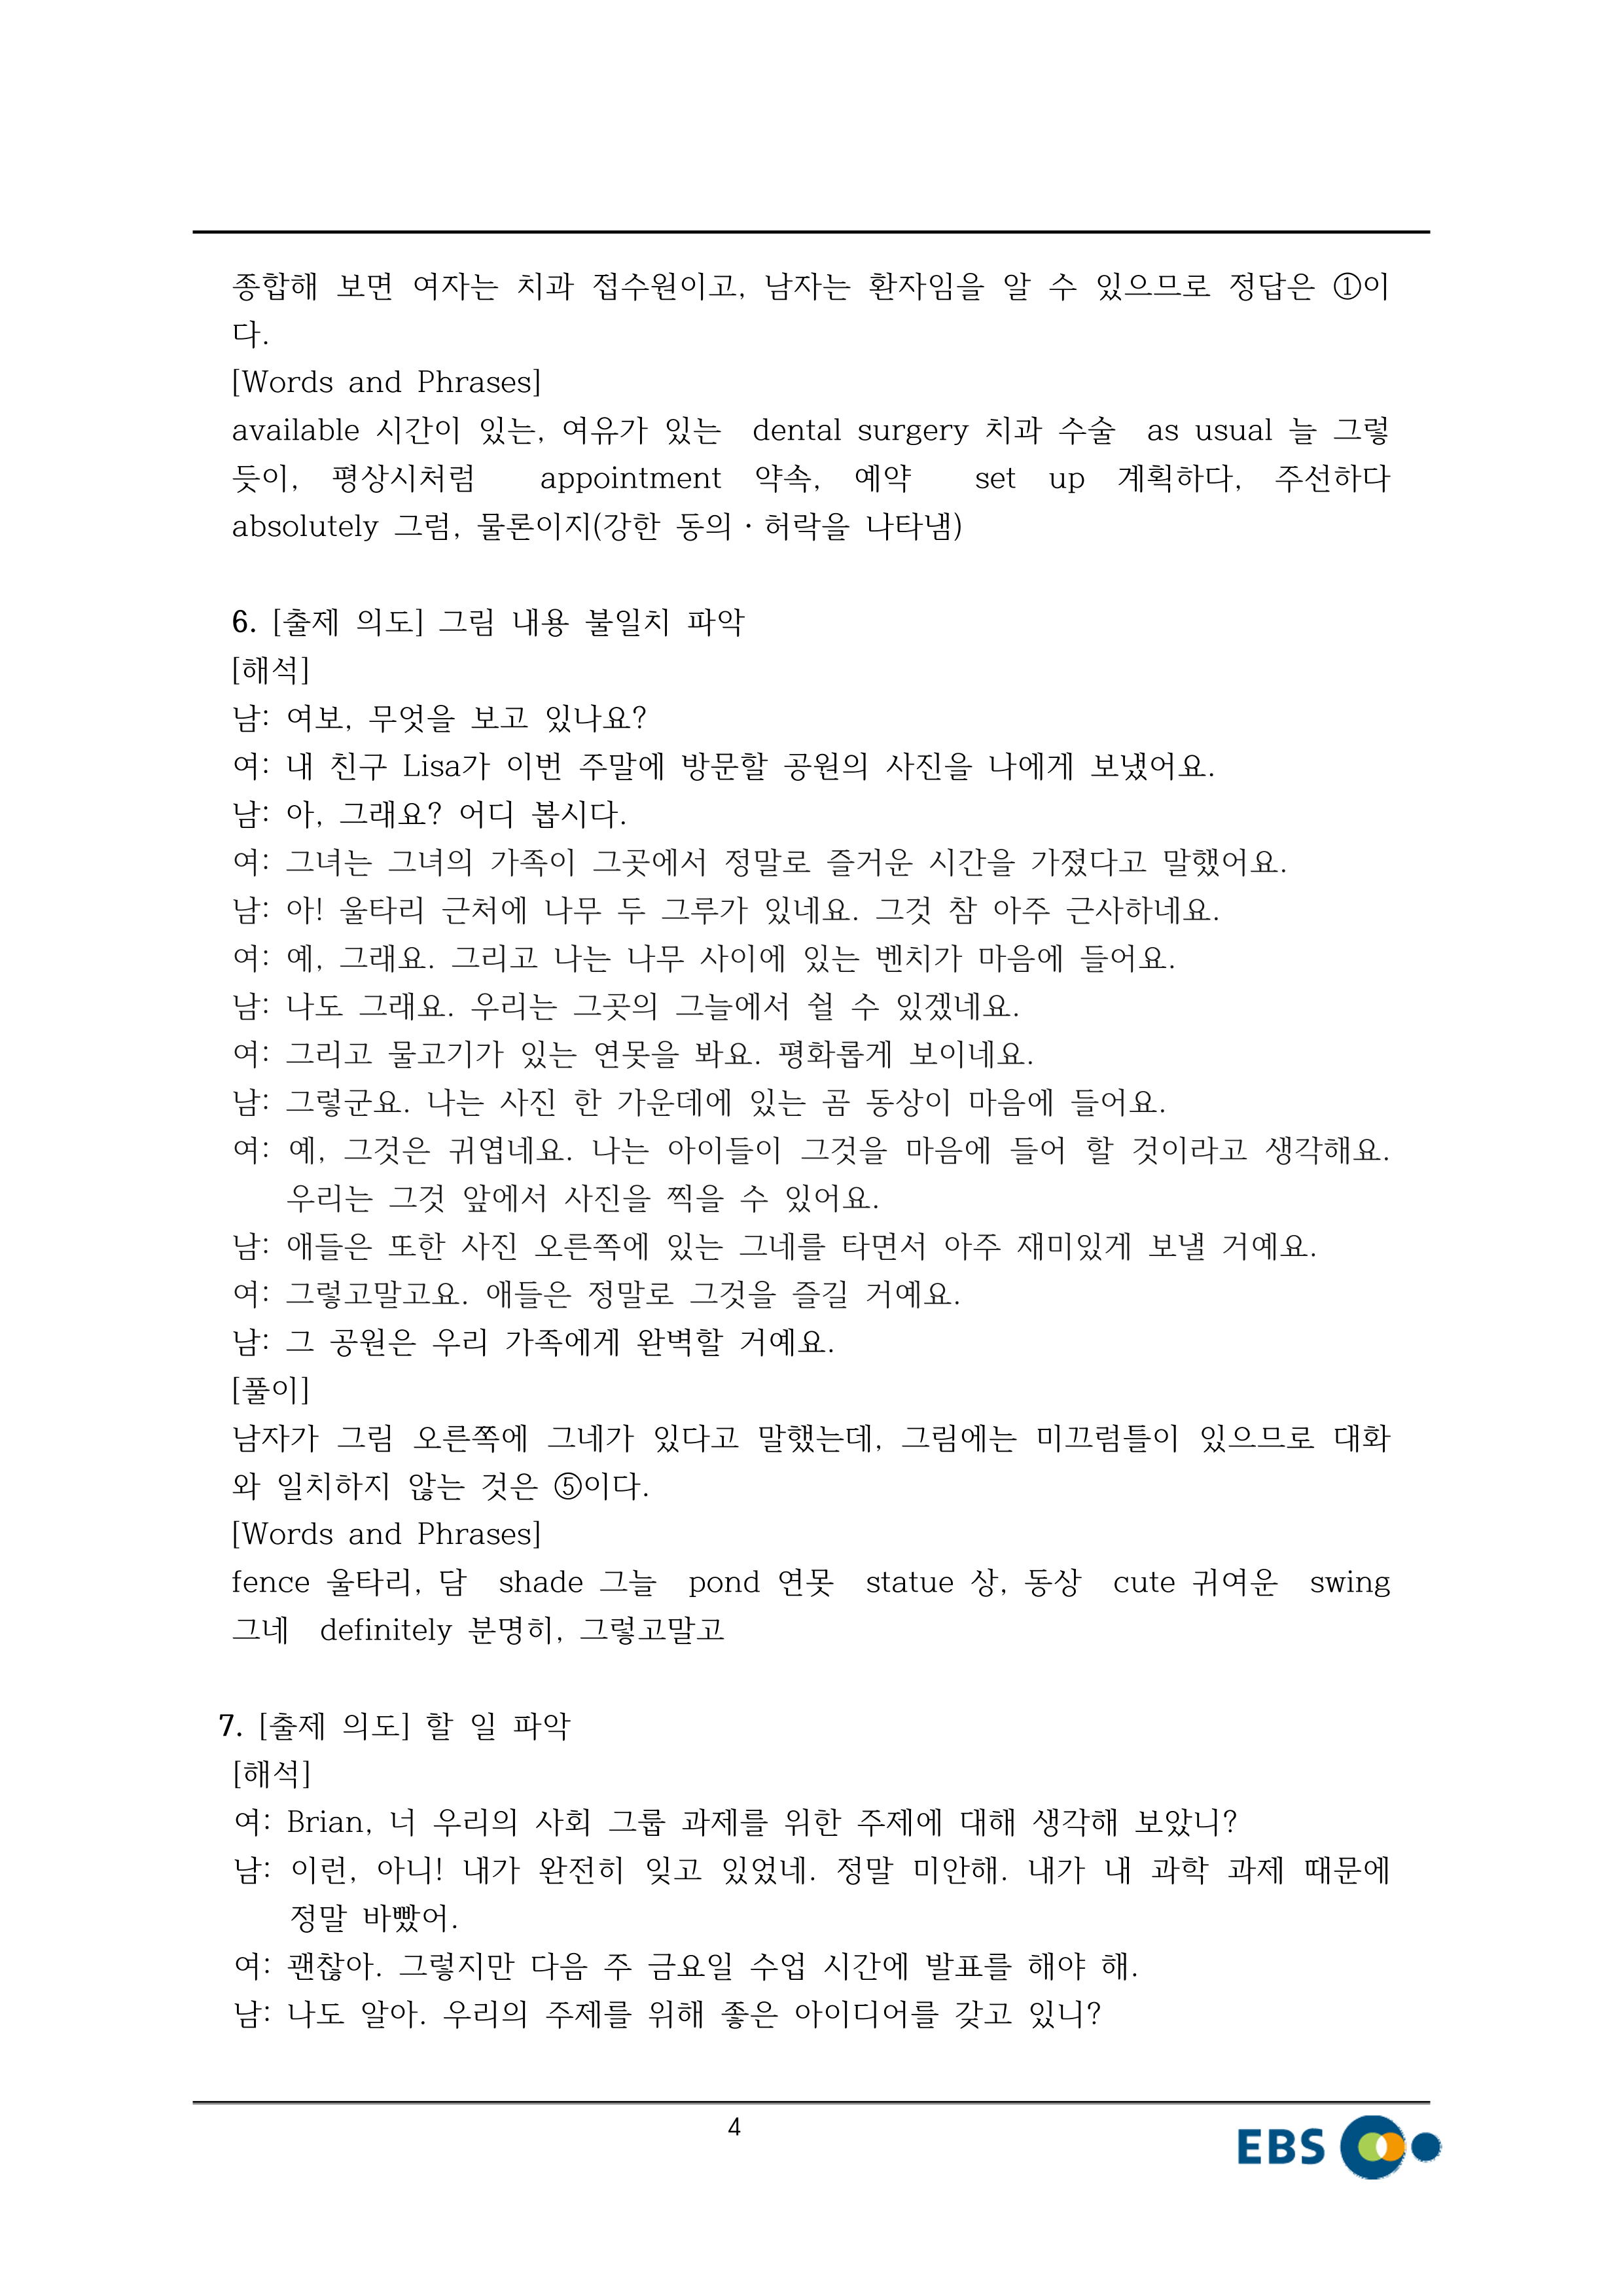 종합해 보면 여자는 치과 접수원이고, 남자는 환자임을 알 수 있으므로 정답은 ①이
다.
[Words and Phrases]
available 시간이 있는, 여유가 있는 dental surgery 치과 수술 as usual 늘 그렇
듯이, 평상시처럼 appointment 약속, 예약 set up 계획하다, 주선하다
absolutely 그럼, 물론이지(강한 동의·허락을 나타냄)
6. [출제 의도] 그림 내용 불일치 파악
[해석]
남: 여보, 무엇을 보고 있나요?
여: 내 친구 Lisa가 이번 주말에 방문할 공원의 사진을 나에게 보냈어요.
남: 아, 그래요? 어디 봅시다.
여: 그녀는 그녀의 가족이 그곳에서 정말로 즐거운 시간을 가졌다고 말했어요.
남: 아! 울타리 근처에 나무 두 그루가 있네요. 그것 참 아주 근사하네요.
여: 예, 그래요. 그리고 나는 나무 사이에 있는 벤치가 마음에 들어요.
남: 나도 그래요. 우리는 그곳의 그늘에서 쉴 수 있겠네요.
여: 그리고 물고기가 있는 연못을 봐요. 평화롭게 보이네요.
남: 그렇군요. 나는 사진 한 가운데에 있는 곰 동상이 마음에 들어요.
여: 예, 그것은 귀엽네요. 나는 아이들이 그것을 마음에 들어 할 것이라고 생각해요.
우리는 그것 앞에서 사진을 찍을 수 있어요.
남: 애들은 또한 사진 오른쪽에 있는 그네를 타면서 아주 재미있게 보낼 거예요.
여: 그렇고말고요. 애들은 정말로 그것을 즐길 거예요.
남: 그 공원은 우리 가족에게 완벽할 거예요.
[풀이]
남자가 그림 오른쪽에 그네가 있다고 말했는데, 그림에는 미끄럼틀이 있으므로 대화
와 일치하지 않는 것은 ⑤이다.
[Words and Phrases]
fence 울타리, 담 shade 그늘 pond 연못 statue 상, 동상 cute 귀여운 swing
그네 definitely 분명히, 그렇고말고
7. [출제 의도] 할 일 파악
[해석]
여: Brian, 너 우리의 사회 그룹 과제를 위한 주제에 대해 생각해 보았니?
남: 이런, 아니! 내가 완전히 잊고 있었네. 정말 미안해. 내가 내 과학 과제 때문에
정말 바빴어.
여: 괜찮아. 그렇지만 다음 주 금요일 수업 시간에 발표를 해야 해.
남: 나도 알아. 우리의 주제를 위해 좋은 아이디어를 갖고 있니?
4
EBS